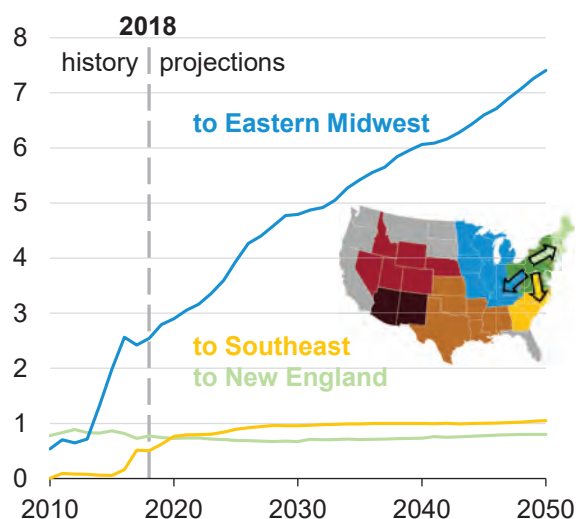 2018
history projections
8
7
6
5
4
3
2
1
0
to Eastern Midwest
to Southeast
to New England
2010 2020 2030 2040 2050